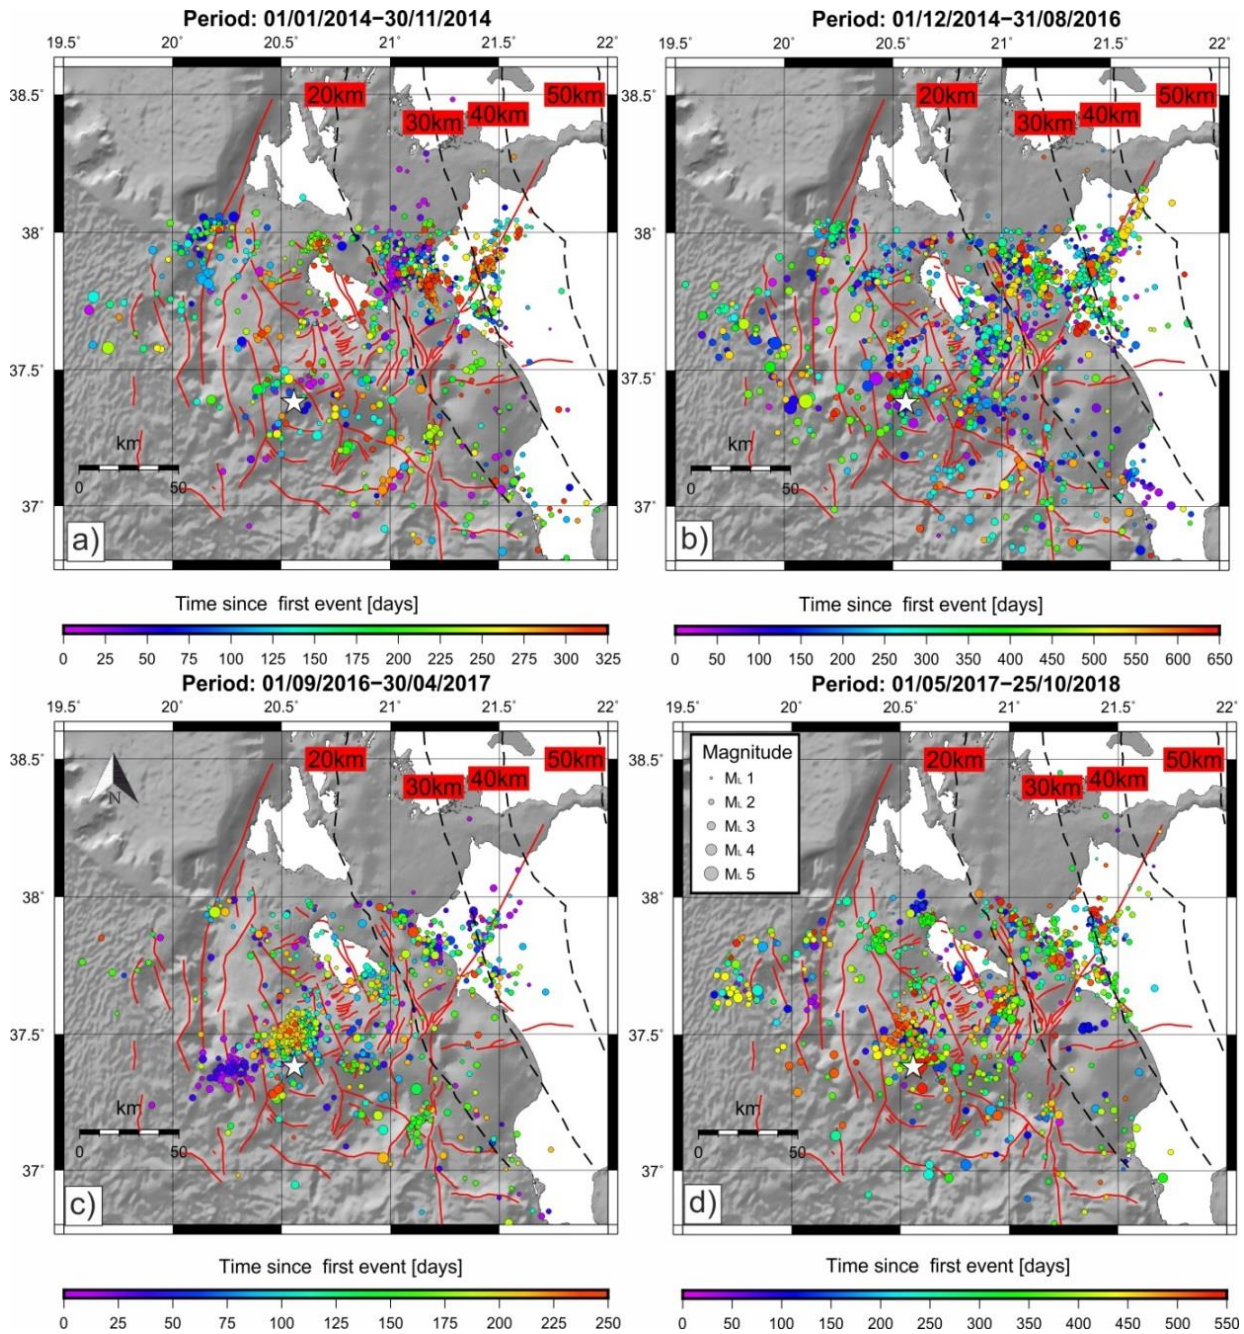 Period: 01/01/2014−30/11/2014
19.5˚ 20˚ 20.5˚ 21˚ 21.5˚ 22˚
38.5˚
38˚
37.5˚
37˚
20km
30km
40km
50km
km
0 50
a)
Time since first event [days]
0 25 50 75 100 125 150 175 200 225 250 275 300 325
Period: 01/12/2014−31/08/2016
19.5˚ 20˚ 20.5˚ 21˚ 21.5˚ 22˚
38.5˚
38˚
37.5˚
37˚
20km
30km
40km
50km
km
0 50
b)
Time since first event [days]
0 50 100 150 200 250 300 350 400 450 500 550 600 650
Period: 01/09/2016−30/04/2017
19.5˚ 20˚ 20.5˚ 21˚ 21.5˚ 22˚
38.5˚
38˚
37.5˚
37˚
N
20km
30km
40km
50km
km
0 50
c)
Time since first event [days]
0 25 50 75 100 125 150 175 200 225 250
Period: 01/05/2017−25/10/2018
19.5˚ 20˚ 20.5˚ 21˚ 21.5˚ 22˚
38.5˚
38˚
37.5˚
37˚
Magnitude
ML 1
ML 2
ML 3
ML 4
ML 5
20km
30km
40km
50km
km
0 50
d)
Time since first event [days]
0 50 100 150 200 250 300 350 400 450 500 550